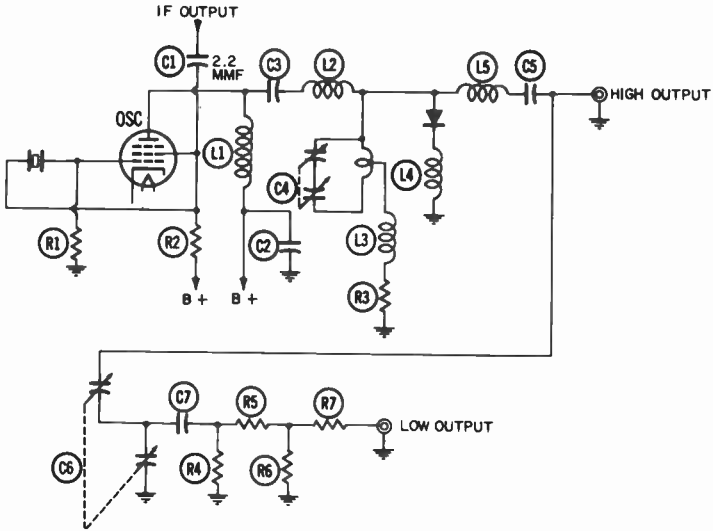 IF OUTPUT
C1
2.2
MMF
C3
L2
L5
C5
HIGH OUTPUT
OSC
L1
C4
L4
R1
R2
C2
L3
R3
B+
B+
C7
R5
R7
LOW OUTPUT
C6
R4
R6